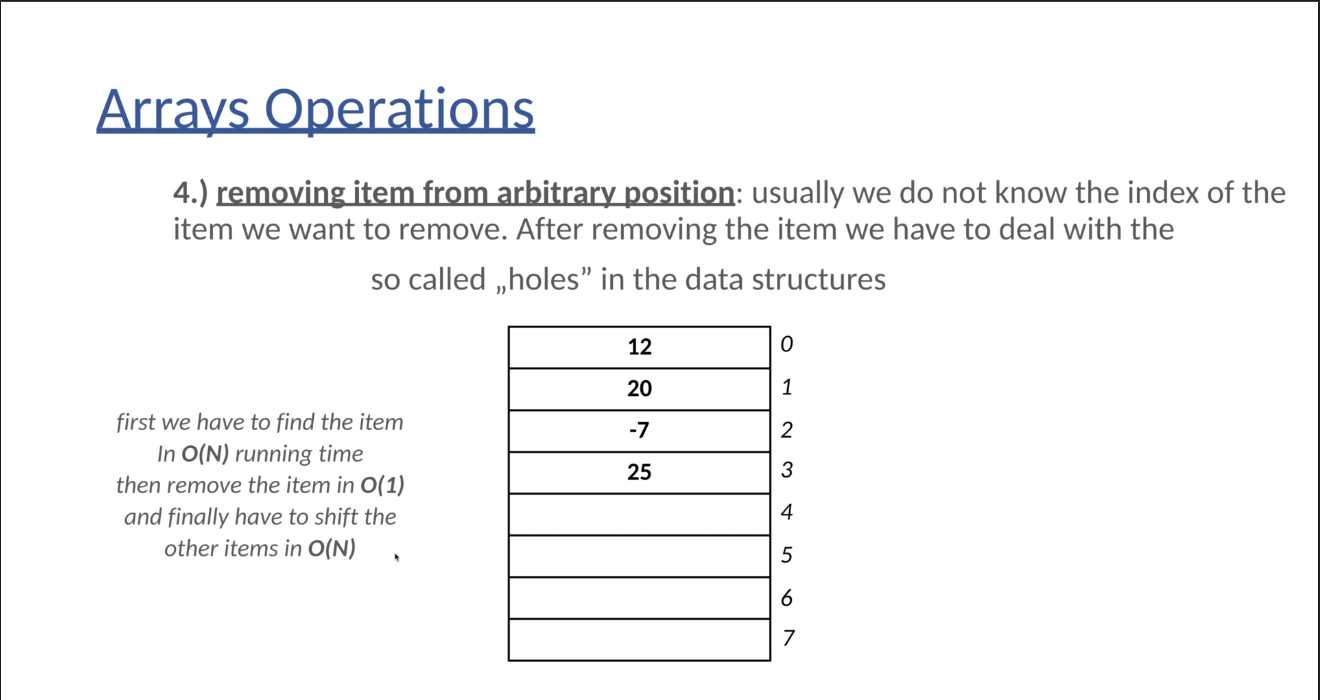 Arrays Operations
4.) removing item from arbitrary position: usually we do not know the index of the
item we want to remove. After removing the item we have to deal with the
so called „holes” in the data structures
first we have to find the item
In O(N) running time
then remove the item in O(1)
and finally have to shift the
other items in O(N)
12 0
20 1
-7 2
25 3
4
5
6
7